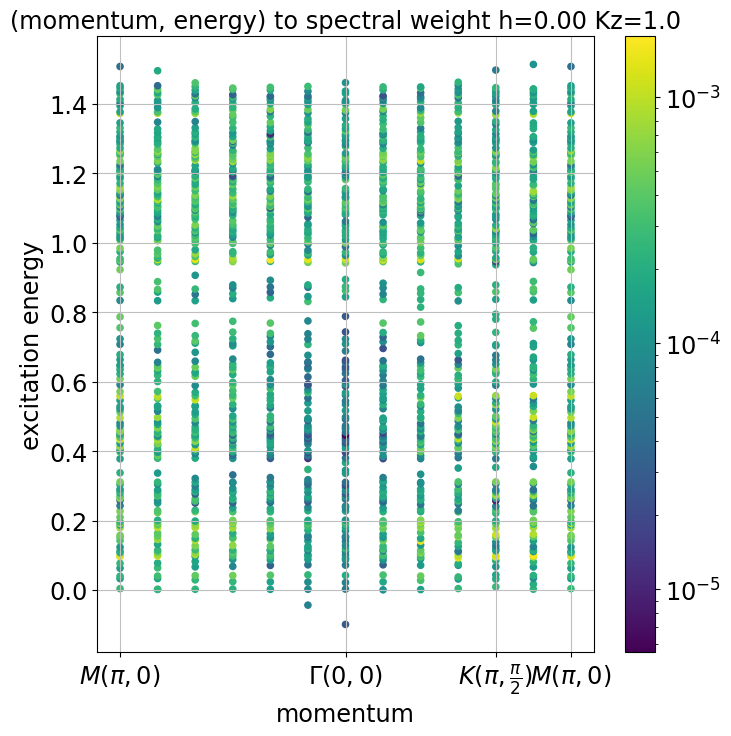 (momentum, energy) to spectral weight h=0.00 Kz=1.0
excitation energy
1.4
1.2
1.0
0.8
0.6
0.4
0.2
0.0
M(π, 0)
Γ(0, 0)
K(π, π/2)
M(π, 0)
momentum
10⁻³
10⁻⁴
10⁻⁵